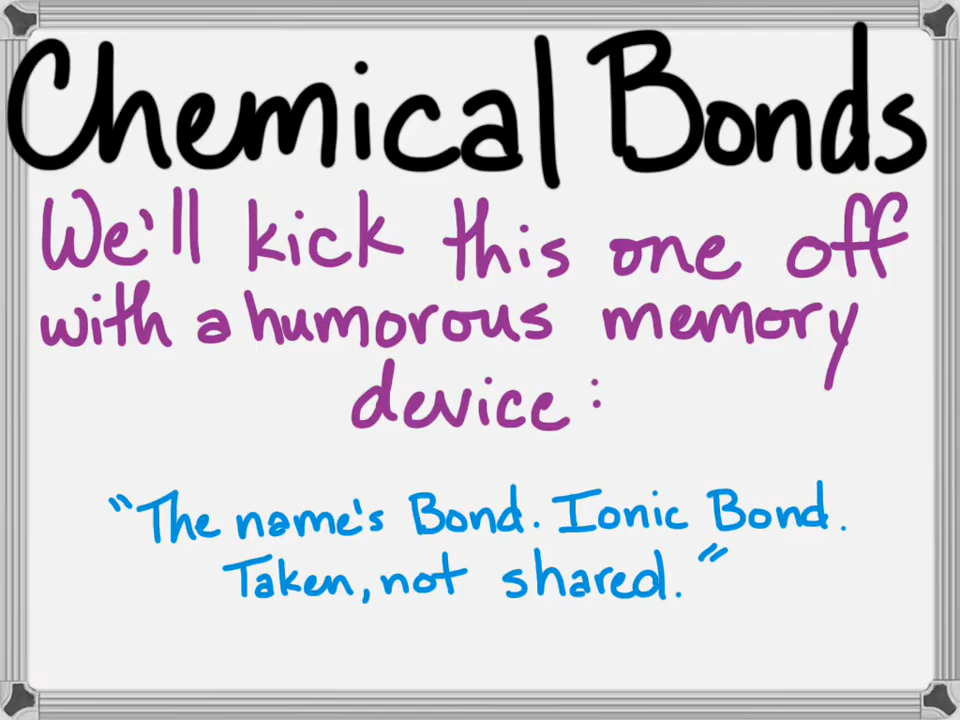 Chemical Bonds
We'll kick this one off
with a humorous memory
device:
"The name's Bond. Ionic Bond.
Taken, not shared."